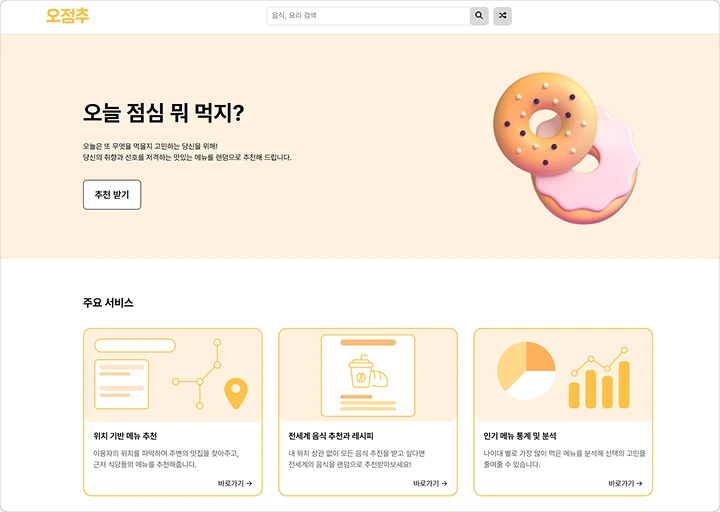 오점추
음식, 요리 검색
오늘 점심 뭐 먹지?
오늘은 또 무엇을 먹을지 고민하는 당신을 위해!
당신의 취향과 선호를 저격하는 맛있는 메뉴를 랜덤으로 추천해 드립니다.
추천 받기
주요 서비스
위치 기반 메뉴 추천
이용자의 위치를 파악하여 주변의 맛집을 찾아주고,
근처 식당들의 메뉴를 추천해줍니다.
바로가기 →
전세계 음식 추천과 레시피
내 위치 상관 없이 모든 음식 추천을 받고 싶다면
전세계의 음식을 랜덤으로 추천받아보세요!
바로가기 →
인기 메뉴 통계 및 분석
나이대 별로 가장 많이 먹은 메뉴를 분석해 선택의 고민을
줄여줄 수 있습니다.
바로가기 →